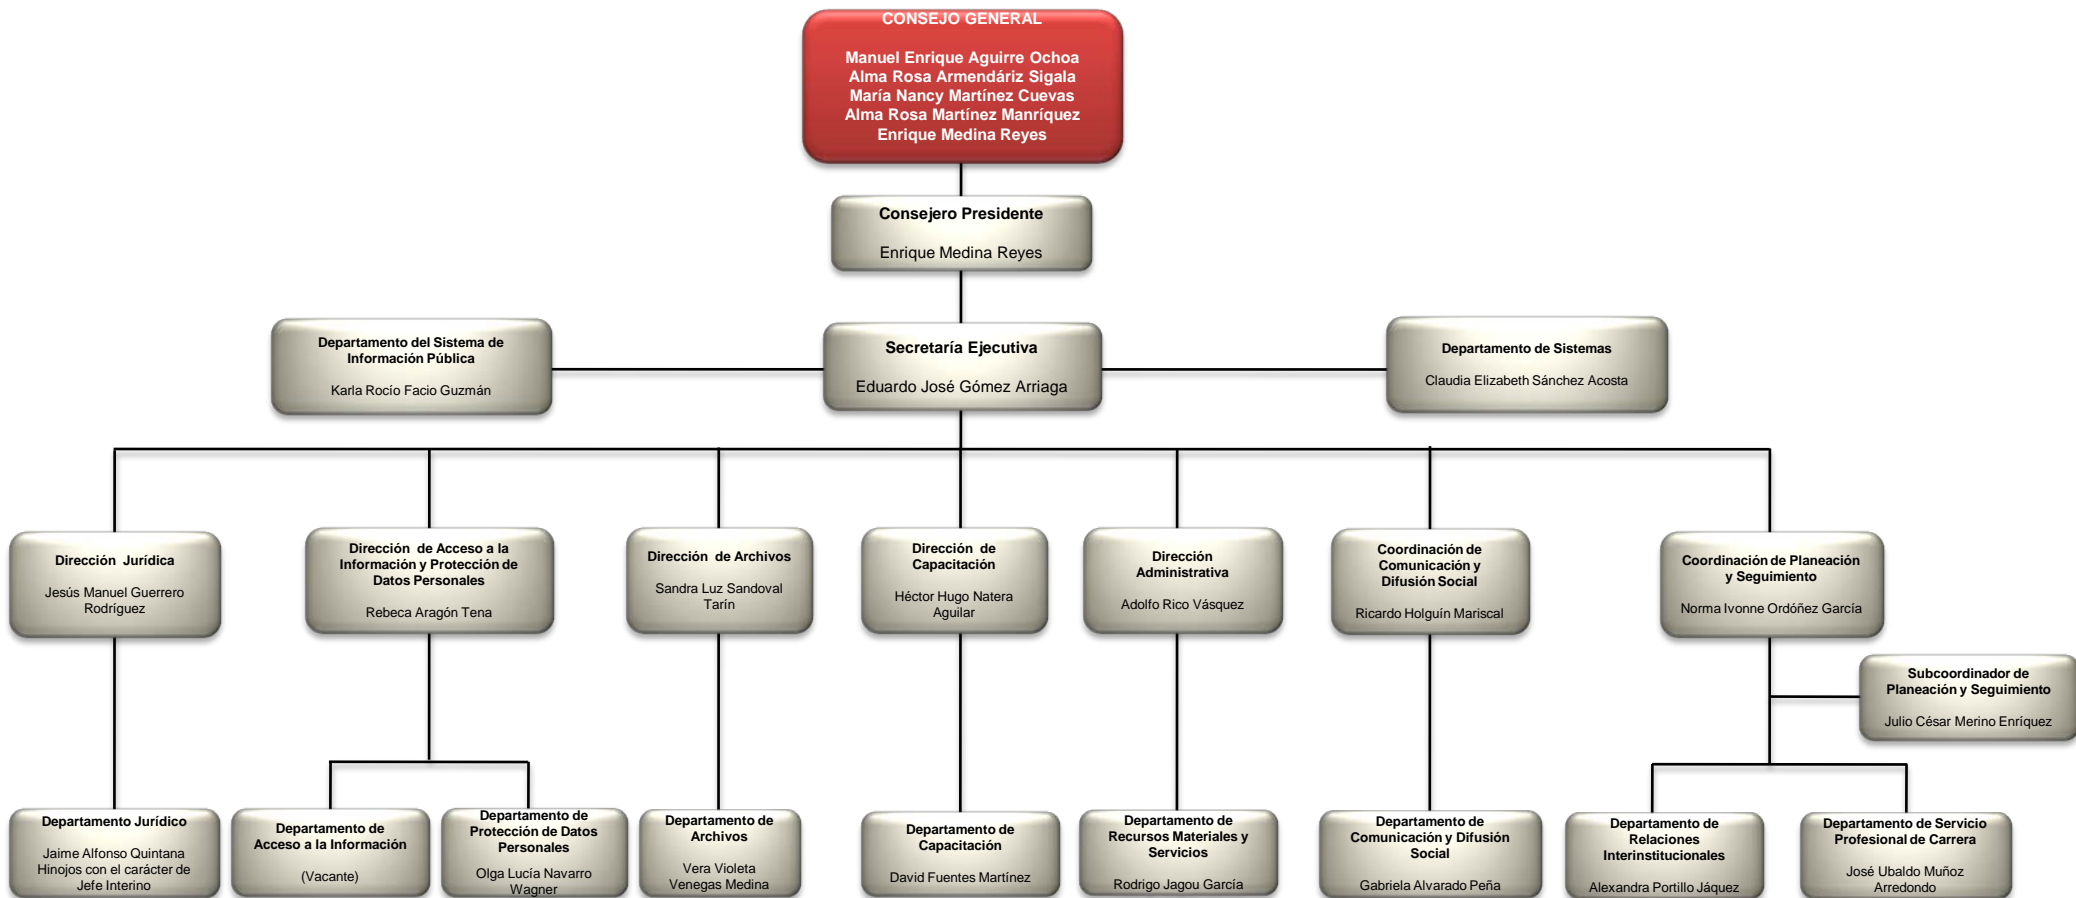 CONSEJO GENERAL
Manuel Enrique Aguirre Ochoa
Alma Rosa Armendáriz Sigala
María Nancy Martínez Cuevas
Alma Rosa Martínez Manríquez
Enrique Medina Reyes
Consejero Presidente
Enrique Medina Reyes
Departamento del Sistema de
Información Pública
Karla Rocío Facio Guzmán
Secretaría Ejecutiva
Eduardo José Gómez Arriaga
Departamento de Sistemas
Claudia Elizabeth Sánchez Acosta
Dirección Jurídica
Jesús Manuel Guerrero
Rodríguez
Dirección de Acceso a la
Información y Protección de
Datos Personales
Rebeca Aragón Tena
Dirección de Archivos
Sandra Luz Sandoval
Tarín
Dirección de
Capacitación
Héctor Hugo Natera
Aguilar
Dirección
Administrativa
Adolfo Rico Vásquez
Coordinación de
Comunicación y
Difusión Social
Ricardo Holguín Mariscal
Coordinación de Planeación
y Seguimiento
Norma Ivonne Ordóñez García
Subcoordinador de
Planeación y Seguimiento
Julio César Merino Enríquez
Departamento Jurídico
Jaime Alfonso Quintana
Hinojos con el carácter de
Jefe Interino
Departamento de
Acceso a la Información
(Vacante)
Departamento de
Protección de Datos
Personales
Olga Lucía Navarro
Wagner
Departamento de
Archivos
Vera Violeta
Venegas Medina
Departamento de
Capacitación
David Fuentes Martínez
Departamento de
Recursos Materiales y
Servicios
Rodrigo Jagou García
Departamento de
Comunicación y Difusión
Social
Gabriela Alvarado Peña
Departamento de
Relaciones
Interinstitucionales
Alexandra Portillo Jáquez
Departamento de Servicio
Profesional de Carrera
José Ubaldo Muñoz
Arredondo